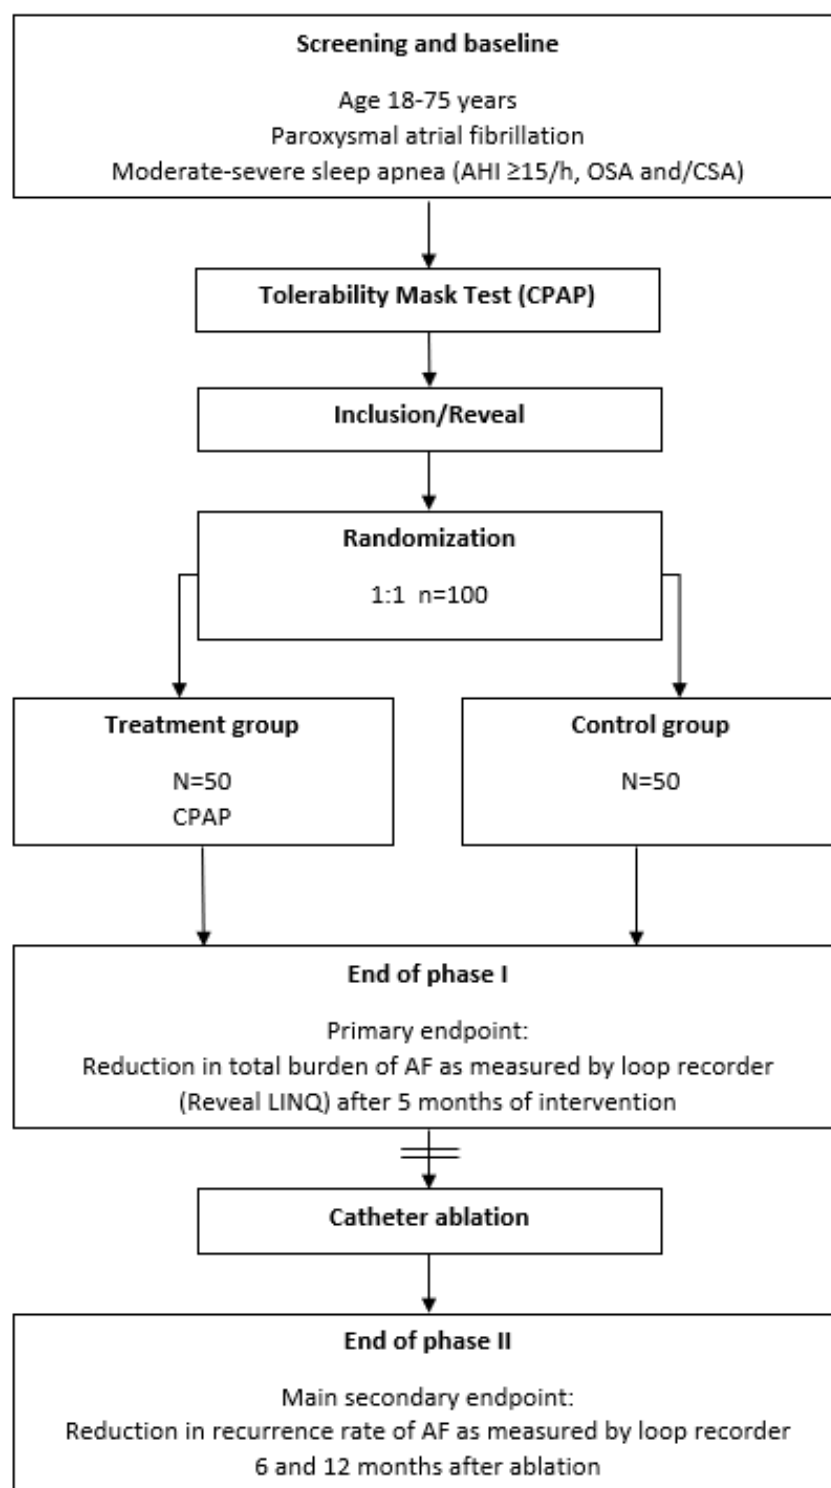 Screening and baseline
Age 18-75 years
Paroxysmal atrial fibrillation
Moderate-severe sleep apnea (AHI ≥15/h, OSA and/CSA)
Tolerability Mask Test (CPAP)
Inclusion/Reveal
Randomization
1:1 n=100
Treatment group
N=50
CPAP
Control group
N=50
End of phase I
Primary endpoint:
Reduction in total burden of AF as measured by loop recorder
(Reveal LINQ) after 5 months of intervention
Catheter ablation
End of phase II
Main secondary endpoint:
Reduction in recurrence rate of AF as measured by loop recorder
6 and 12 months after ablation